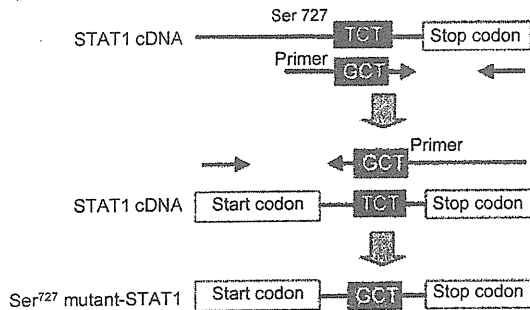 Ser 727
STAT1 cDNA TCT Stop codon
Primer GCT
GCT Primer
STAT1 cDNA Start codon TCT Stop codon
Ser727 mutant-STAT1 Start codon GCT Stop codon